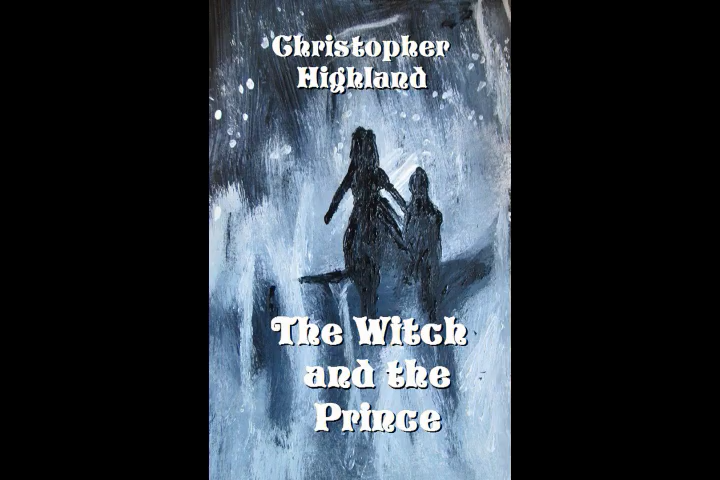 Christopher
Highland
The Witch
and the
Prince